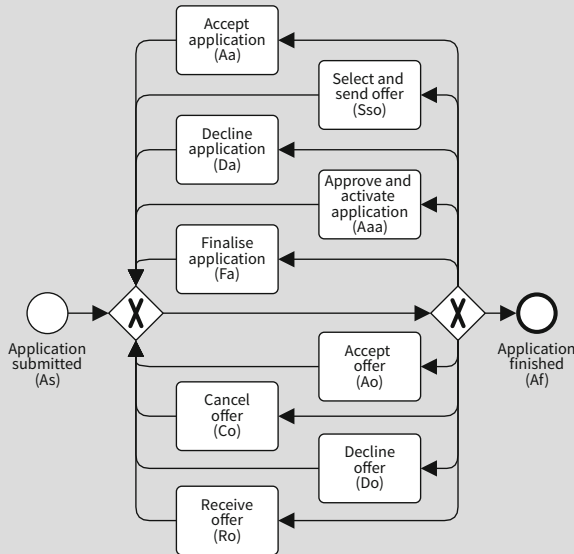 Accept
application
(Aa)
Select and
send offer
(Sso)
Decline
application
(Da)
Approve and
activate
application
(Aaa)
Finalise
application
(Fa)
X
X
Application
submitted
(As)
Application
finished
(Af)
Accept
offer
(Ao)
Cancel
offer
(Co)
Decline
offer
(Do)
Receive
offer
(Ro)